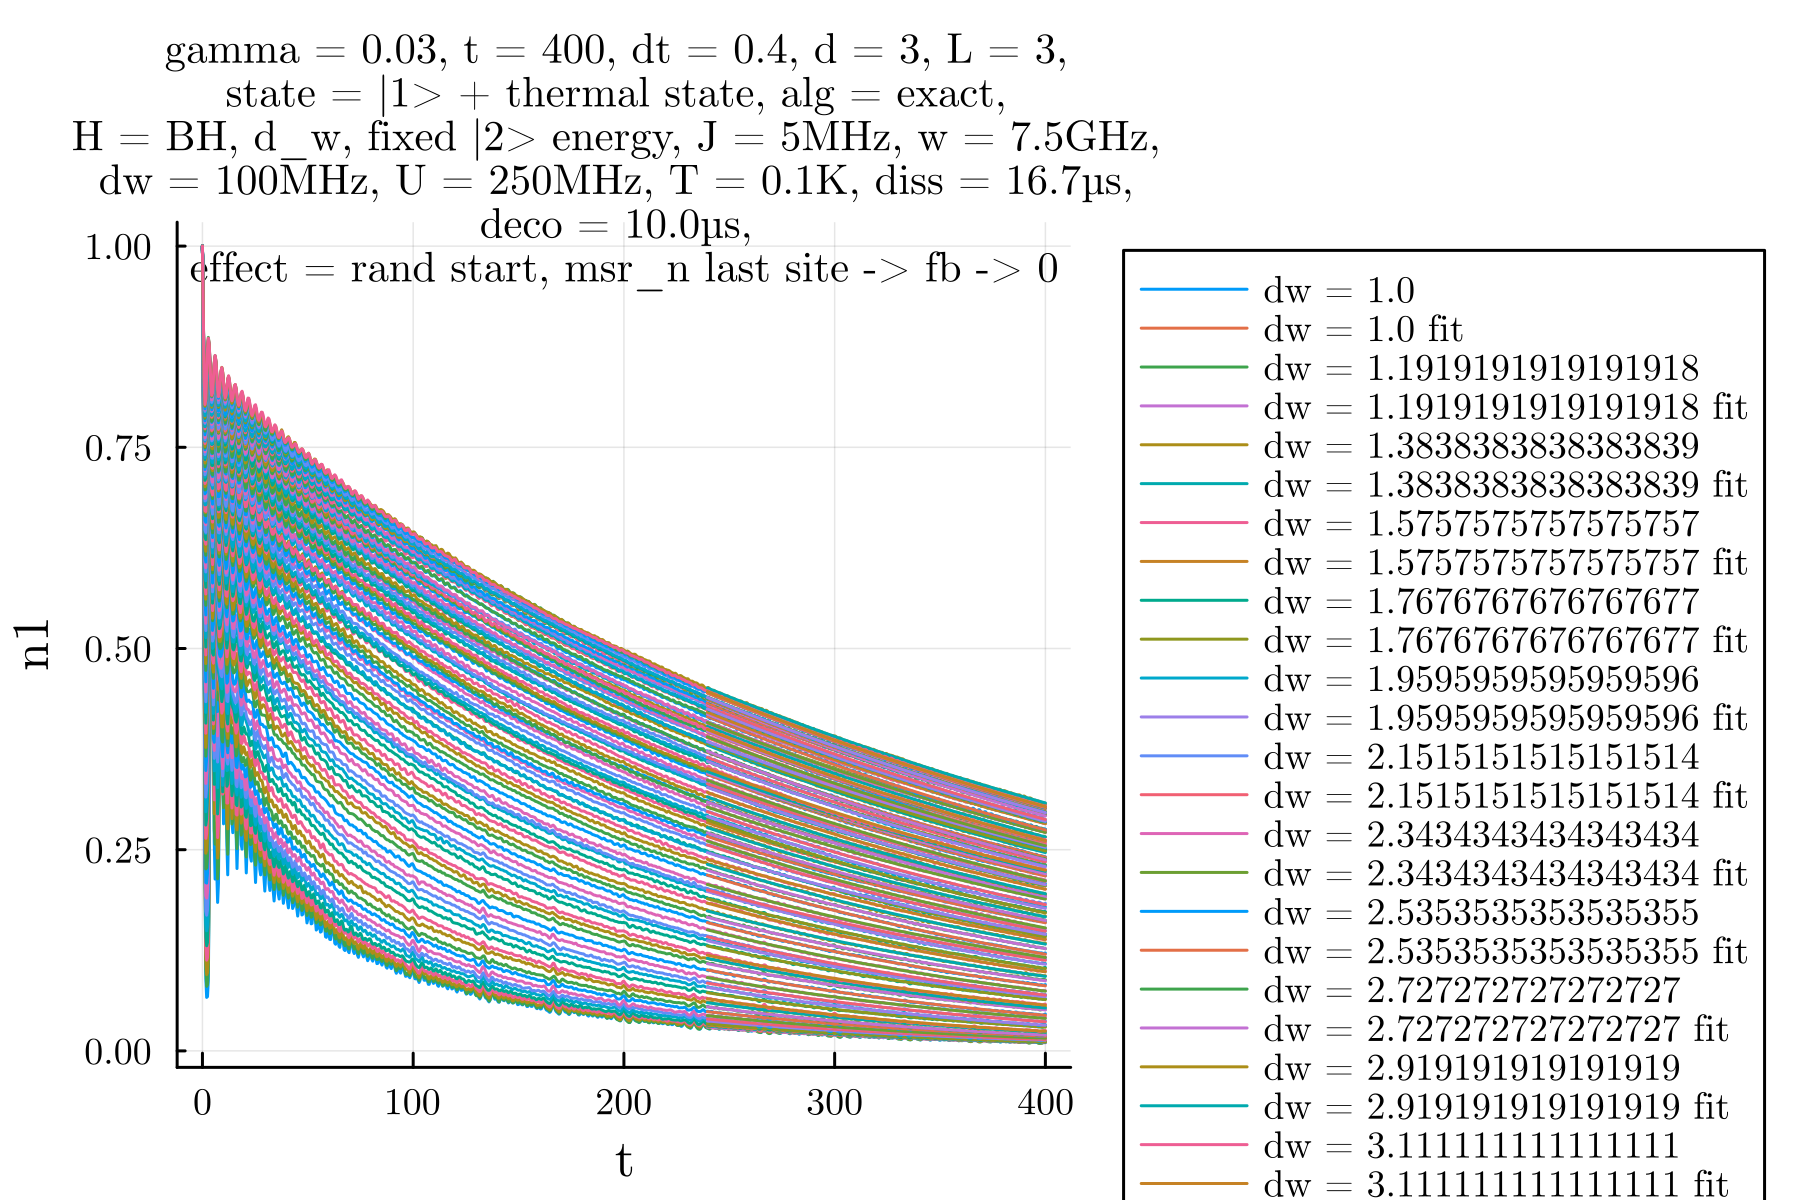 gamma = 0.03, t = 400, dt = 0.4, d = 3, L = 3,
state = |1> + thermal state, alg = exact,
H = BH, d_w, fixed |2> energy, J = 5MHz, w = 7.5GHz,
dw = 100MHz, U = 250MHz, T = 0.1K, diss = 16.7µs,
deco = 10.0µs,
effect = rand start, msr_n last site -> fb -> 0
1.00
0.75
0.50
0.25
0.00
n1
0 100 200 300 400
t
dw = 1.0
dw = 1.0 fit
dw = 1.1919191919191918
dw = 1.1919191919191918 fit
dw = 1.3838383838383839
dw = 1.3838383838383839 fit
dw = 1.5757575757575757
dw = 1.5757575757575757 fit
dw = 1.7676767676767677
dw = 1.7676767676767677 fit
dw = 1.9595959595959596
dw = 1.9595959595959596 fit
dw = 2.1515151515151514
dw = 2.1515151515151514 fit
dw = 2.3434343434343434
dw = 2.3434343434343434 fit
dw = 2.5353535353535355
dw = 2.5353535353535355 fit
dw = 2.727272727272727
dw = 2.727272727272727 fit
dw = 2.919191919191919
dw = 2.919191919191919 fit
dw = 3.111111111111111
dw = 3.111111111111111 fit